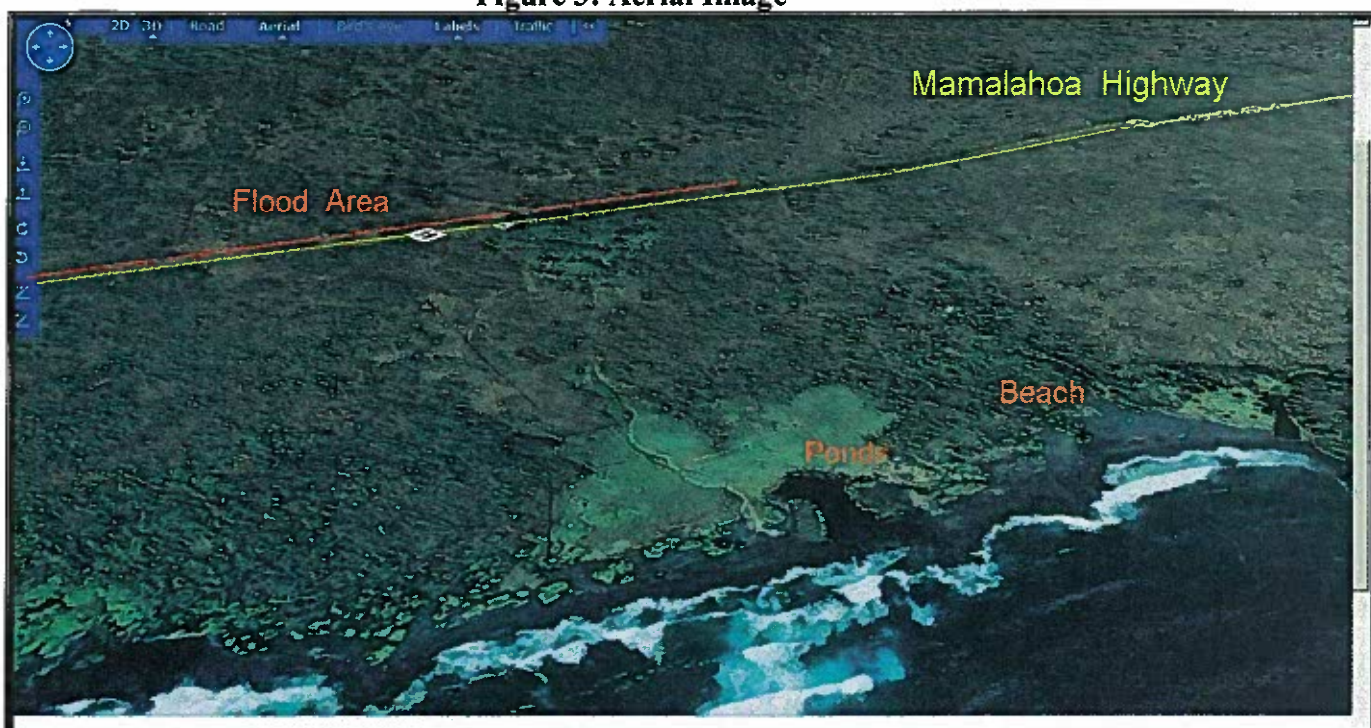 Figure 3: Aerial Image
2D 3D Road Aerial Labels Traffic «
Mamalahoa Highway
Flood Area
Beach
Ponds